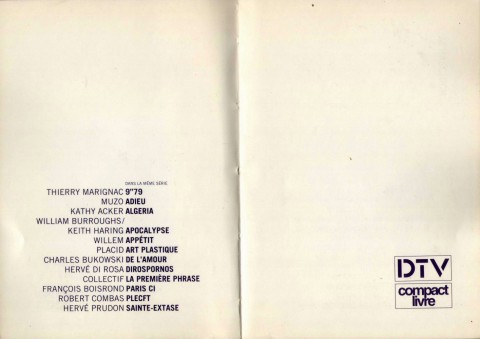 DANS LA MÊME SÉRIE
THIERRY MARIGNAC 9"79
MUZO ADIEU
KATHY ACKER ALGERIA
WILLIAM BURROUGHS/
KEITH HARING APOCALYPSE
WILLEM APPÉTIT
PLACID ART PLASTIQUE
CHARLES BUKOWSKI DE L'AMOUR
HERVÉ DI ROSA DIROSPORNOS
COLLECTIF LA PREMIÈRE PHRASE
FRANÇOIS BOISROND PARIS CI
ROBERT COMBAS PLECFT
HERVÉ PRUDON SAINTE-EXTASE
DTV
compact
livre